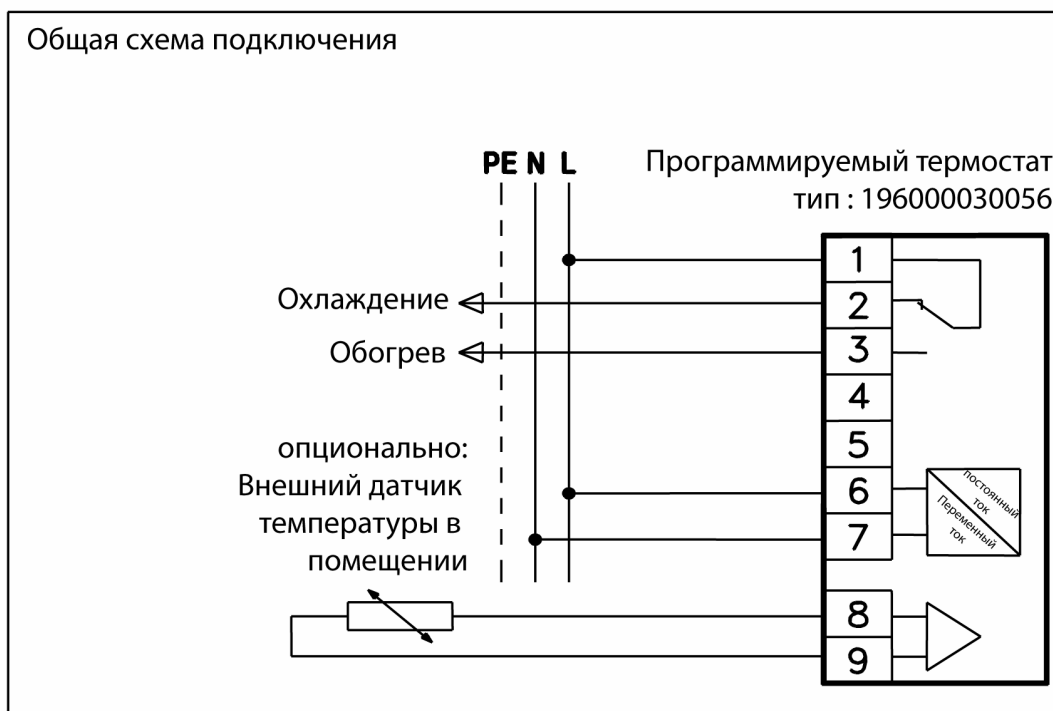 Общая схема подключения
PE N L
Программируемый термостат
тип : 196000030056
1
Охлаждение
2
Обогрев
3
4
опционально:
5
Внешний датчик
6
температуры в
7
помещении
постоянный
ток
Переменный
ток
8
9